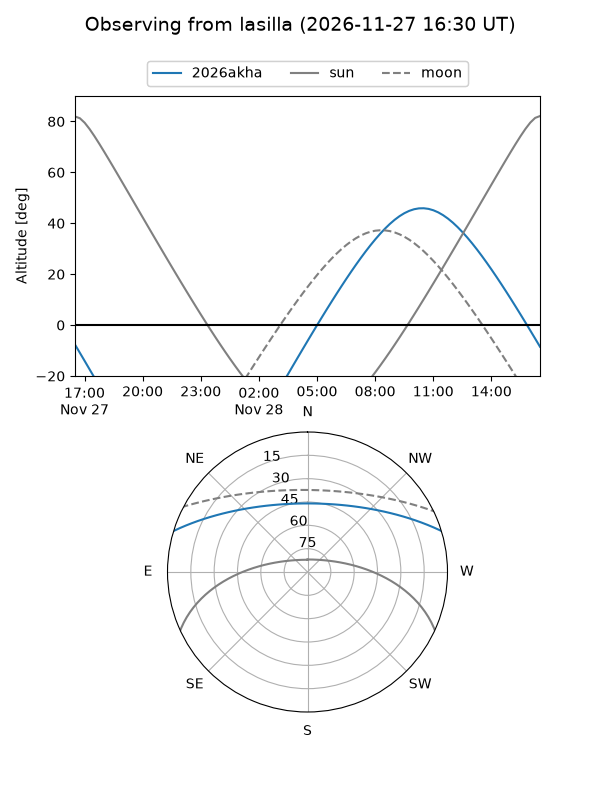 Observing from lasilla (2026-11-27 16:30 UT)
2026akha sun moon
Altitude [deg]
80
60
40
20
0
−20
17:00 20:00 23:00 02:00 05:00 08:00 11:00 14:00
Nov 27 Nov 28
N
NE NW
15
30
45
60
75
E W
SE SW
S